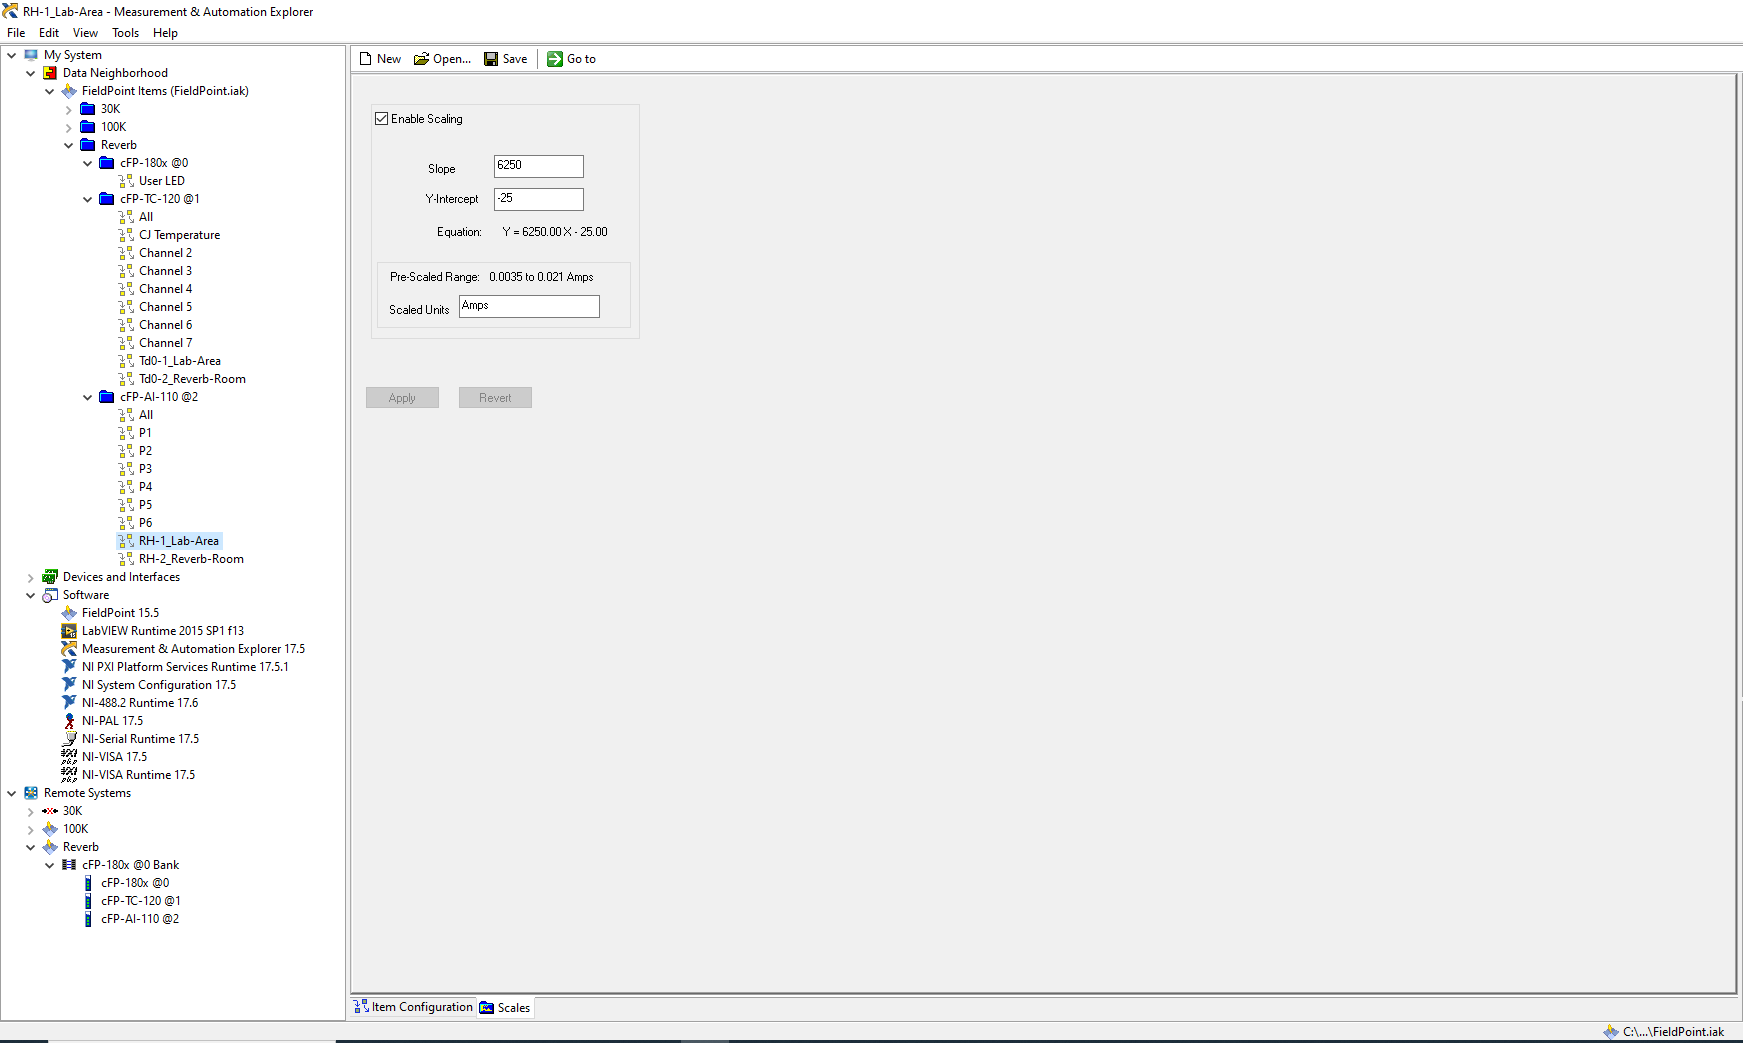 RH-1_Lab-Area - Measurement & Automation Explorer
File Edit View Tools Help
My System
Data Neighborhood
FieldPoint Items (FieldPoint.iak)
30K
100K
Reverb
cFP-180x @0
User LED
cFP-TC-120 @1
All
CJ Temperature
Channel 2
Channel 3
Channel 4
Channel 5
Channel 6
Channel 7
Td0-1_Lab-Area
Td0-2_Reverb-Room
cFP-AI-110 @2
All
P1
P2
P3
P4
P5
P6
RH-1_Lab-Area
RH-2_Reverb-Room
Devices and Interfaces
Software
FieldPoint 15.5
LabVIEW Runtime 2015 SP1 f13
Measurement & Automation Explorer 17.5
NI PXI Platform Services Runtime 17.5.1
NI System Configuration 17.5
NI-488.2 Runtime 17.6
NI-PAL 17.5
NI-Serial Runtime 17.5
NI-VISA 17.5
NI-VISA Runtime 17.5
Remote Systems
30K
100K
Reverb
cFP-180x @0 Bank
cFP-180x @0
cFP-TC-120 @1
cFP-AI-110 @2
New Open... Save Go to
Enable Scaling
Slope 6250
Y-Intercept -25
Equation: Y = 6250.00 X - 25.00
Pre-Scaled Range: 0.0035 to 0.021 Amps
Scaled Units Amps
Apply Revert
Item Configuration Scales
C:\...\FieldPoint.iak